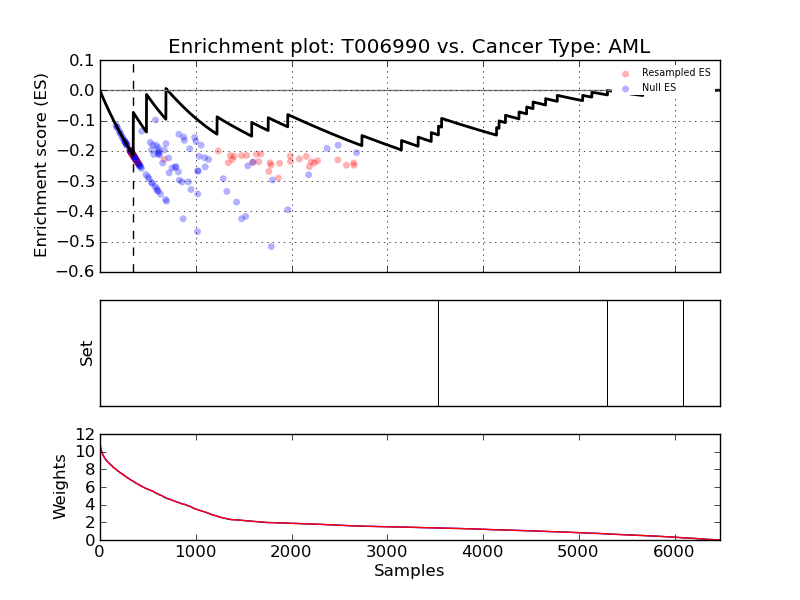 Enrichment plot: T006990 vs. Cancer Type: AML
0.1
0.0
−0.1
−0.2
−0.3
−0.4
−0.5
−0.6
Enrichment score (ES)
Resampled ES
Null ES
Set
12
10
8
6
4
2
0
Weights
0 1000 2000 3000 4000 5000 6000
Samples